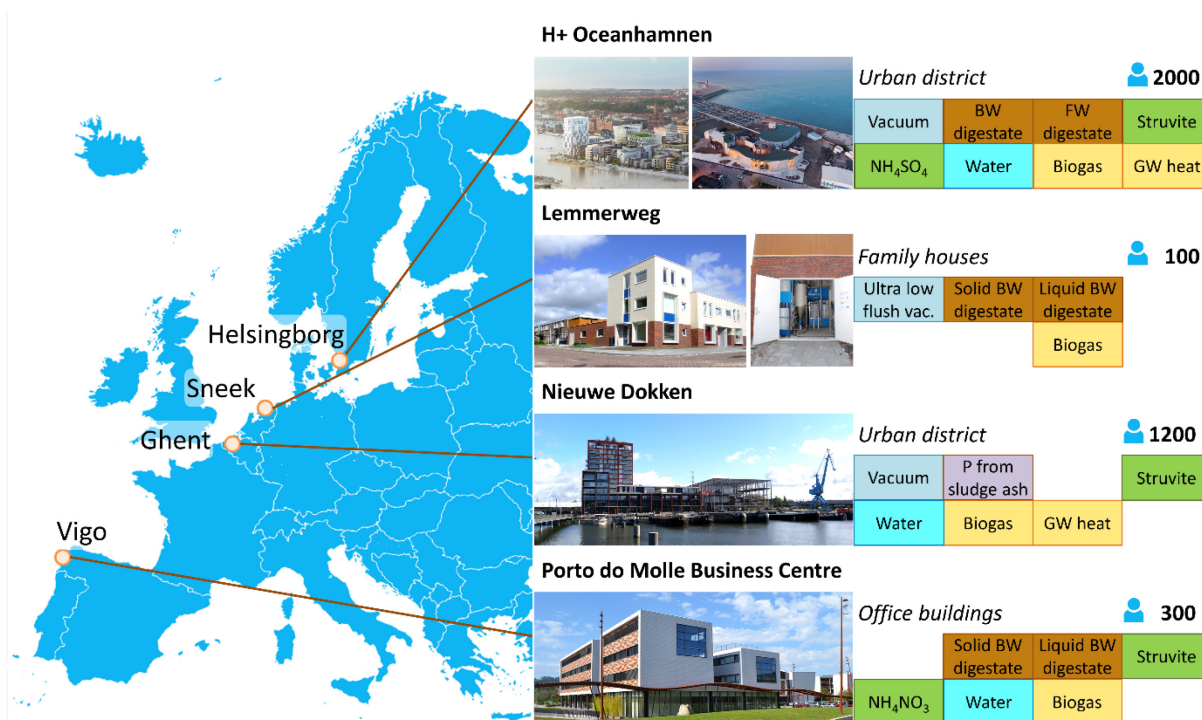 H+ Oceanhamnen
Urban district
2000
Vacuum
BW
digestate
FW
digestate
Struvite
NH₄SO₄
Water
Biogas
GW heat
Lemmerweg
Family houses
100
Ultra low
flush vac.
Solid BW
digestate
Liquid BW
digestate
Biogas
Nieuwe Dokken
Urban district
1200
Vacuum
P from
sludge ash
Struvite
Water
Biogas
GW heat
Porto do Molle Business Centre
Office buildings
300
Solid BW
digestate
Liquid BW
digestate
Struvite
NH₄NO₃
Water
Biogas
Helsingborg
Sneek
Ghent
Vigo